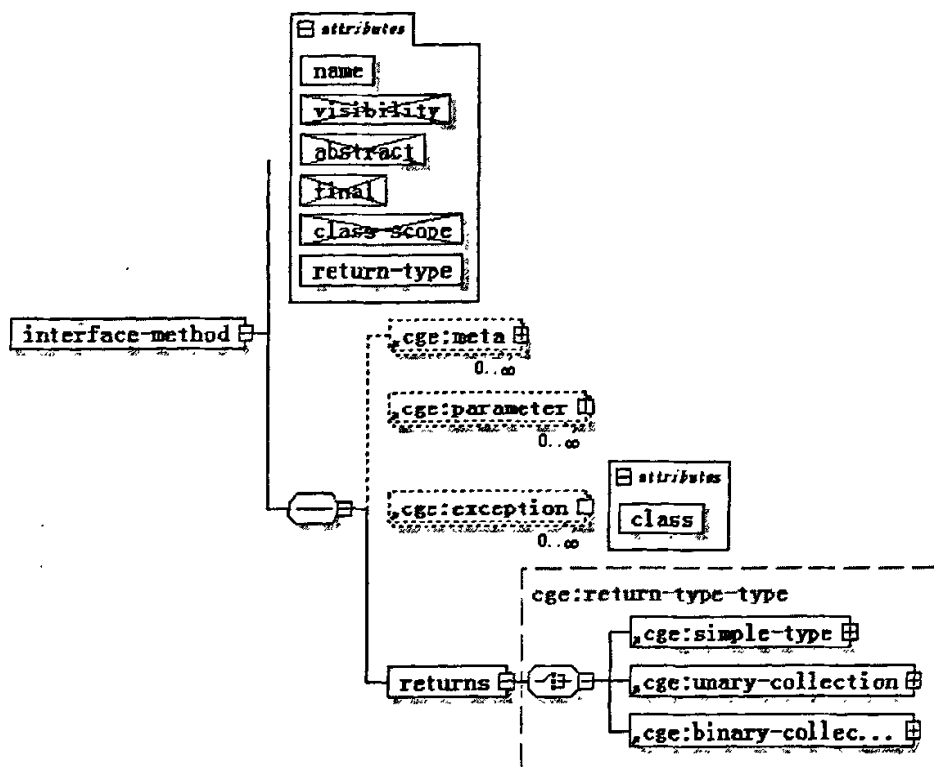 attributes
name
visibility
abstract
final
class-scope
return-type
interface-method
cge:meta
0..∞
cge:parameter
0..∞
attributes
cge:exception
class
0..∞
cge:return-type-type
cge:simple-type
returns
cge:unary-collection
cge:binary-collec...